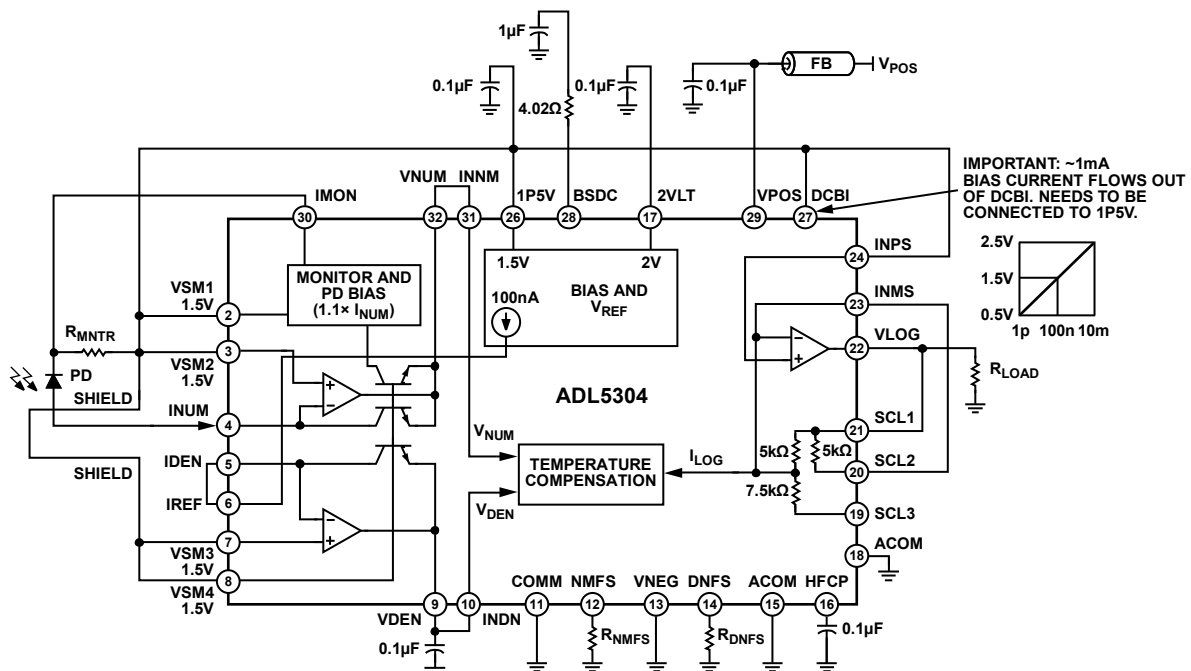 1µF
0.1µF
4.02Ω
0.1µF
0.1µF
FB
VPOS
IMON
VNUM INNM
1P5V
BSDC
2VLT
VPOS
DCBI
IMPORTANT: ~1mA
BIAS CURRENT FLOWS OUT
OF DCBI. NEEDS TO BE
CONNECTED TO 1P5V.
30
32
31
26
28
17
29
27
2.5V
1.5V
0.5V
1p 100n 10m
MONITOR AND
PD BIAS
(1.1× INUM)
1.5V
2V
100nA
BIAS AND
VREF
VSM1
1.5V
2
RMNTR
3
VSM2
1.5V
PD
SHIELD
INUM
4
IDEN
5
SHIELD
IREF
6
7
VSM3
1.5V
8
VSM4
1.5V
+
−
−
+
ADL5304
VNUM
VDEN
TEMPERATURE
COMPENSATION
ILOG
−
+
5kΩ
5kΩ
7.5kΩ
INPS
24
INMS
23
VLOG
22
RLOAD
SCL1
21
SCL2
20
19
SCL3
ACOM
18
VDEN
9
10
INDN
0.1µF
COMM
11
NMFS
12
RNMFS
VNEG
13
DNFS
14
RDNFS
ACOM
15
HFCP
16
0.1µF